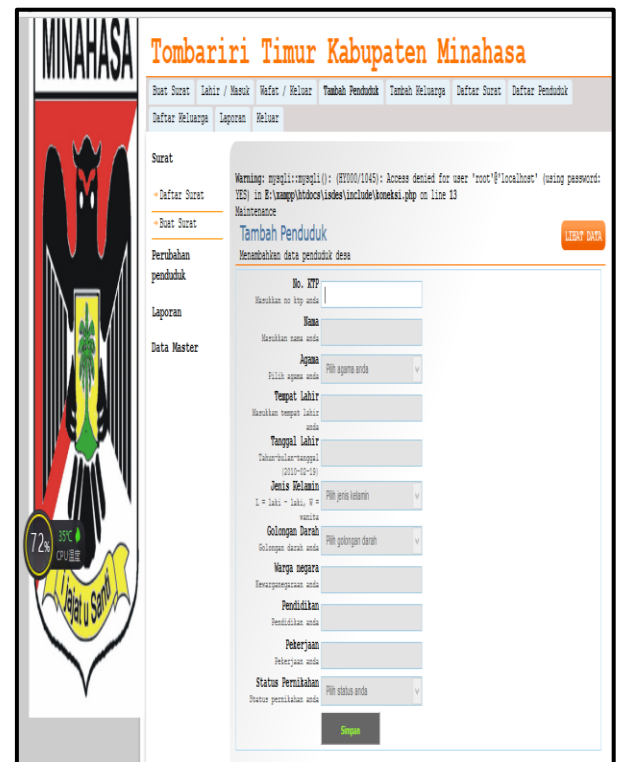 MINAHASA
Tombariri Timur Kabupaten Minahasa
Buat Surat Lahir / Masuk Wafat / Keluar Tambah Penduduk Tambah Keluarga Daftar Surat Daftar Penduduk
Daftar Keluarga Laporan Keluar
Surat
Daftar Surat
Buat Surat
Perubahan
penduduk
Laporan
Data Master
Warning: mysqli::mysqli(): (HY000/1045): Access denied for user 'root'@'localhost' (using password:
YES) in E:\xampp\htdocs\isdes\include\koneksi.php on line 13
Maintenance
Tambah Penduduk
LIHAT DATA
Menambahkan data penduduk desa
No. KTP
Masukkan no ktp anda
Nama
Masukkan nama anda
Agama
Pilih agama anda
Pilih agama anda
Tempat Lahir
Masukkan tempat lahir
anda
Tanggal Lahir
Tahun-bulan-tanggal
(2010-02-19)
Jenis Kelamin
L = laki - laki, W =
wanita
Pilih jenis kelamin
Golongan Darah
Golongan darah anda
Pilih golongan darah
Warga negara
Kewarganegaraan anda
Pendidikan
Pendidikan anda
Pekerjaan
Pekerjaan anda
Status Pernikahan
Status pernikahan anda
Pilih status anda
Simpan
72%
35℃
CPU温度
I Jajat u Santi